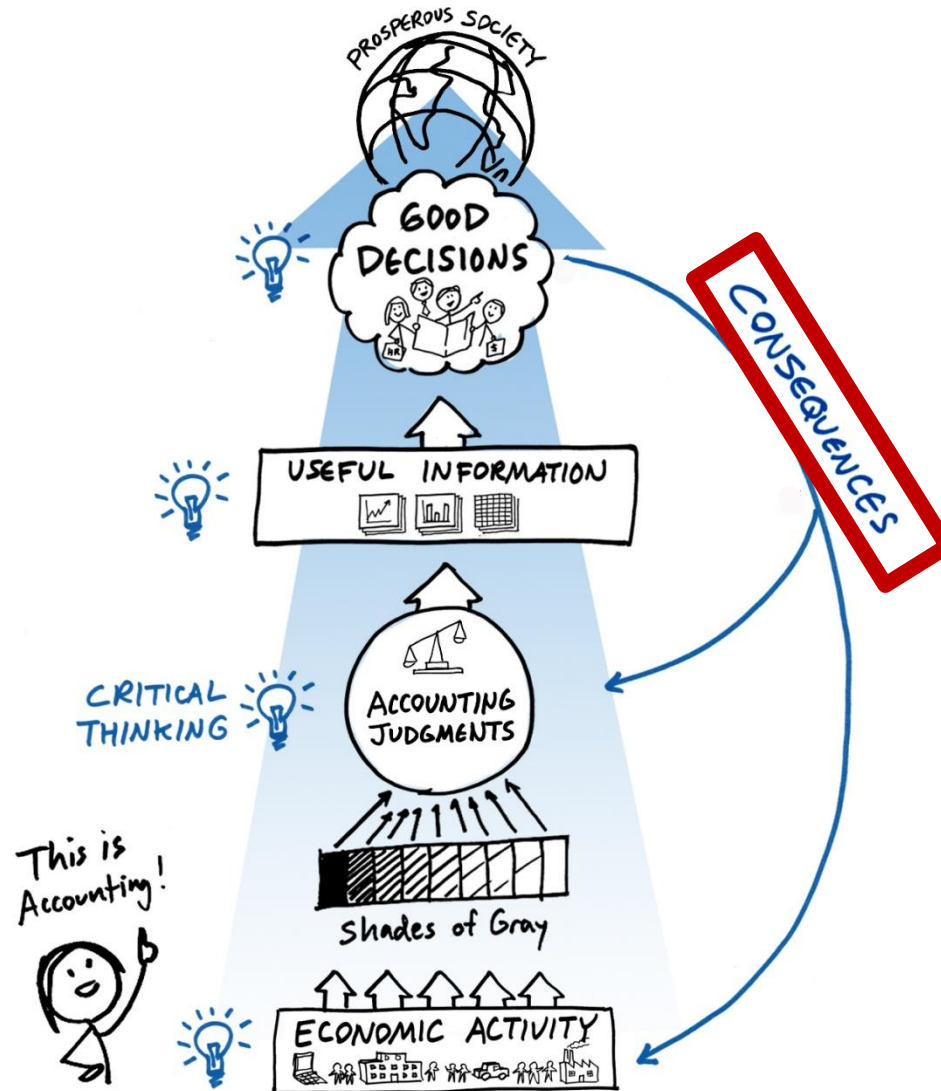 PROSPEROUS SOCIETY
GOOD
DECISIONS
HR
$
CONSEQUENCES
USEFUL INFORMATION
CRITICAL
THINKING
ACCOUNTING
JUDGMENTS
This is
Accounting!
Shades of Gray
ECONOMIC ACTIVITY